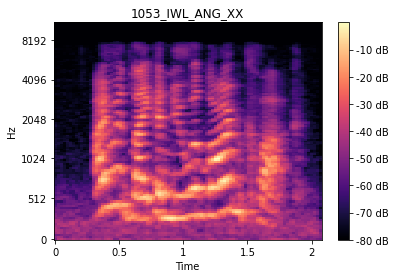 1053_IWL_ANG_XX
8192
4096
2048
1024
512
0
Hz
0
0.5
1
1.5
2
Time
-10 dB
-20 dB
-30 dB
-40 dB
-50 dB
-60 dB
-70 dB
-80 dB